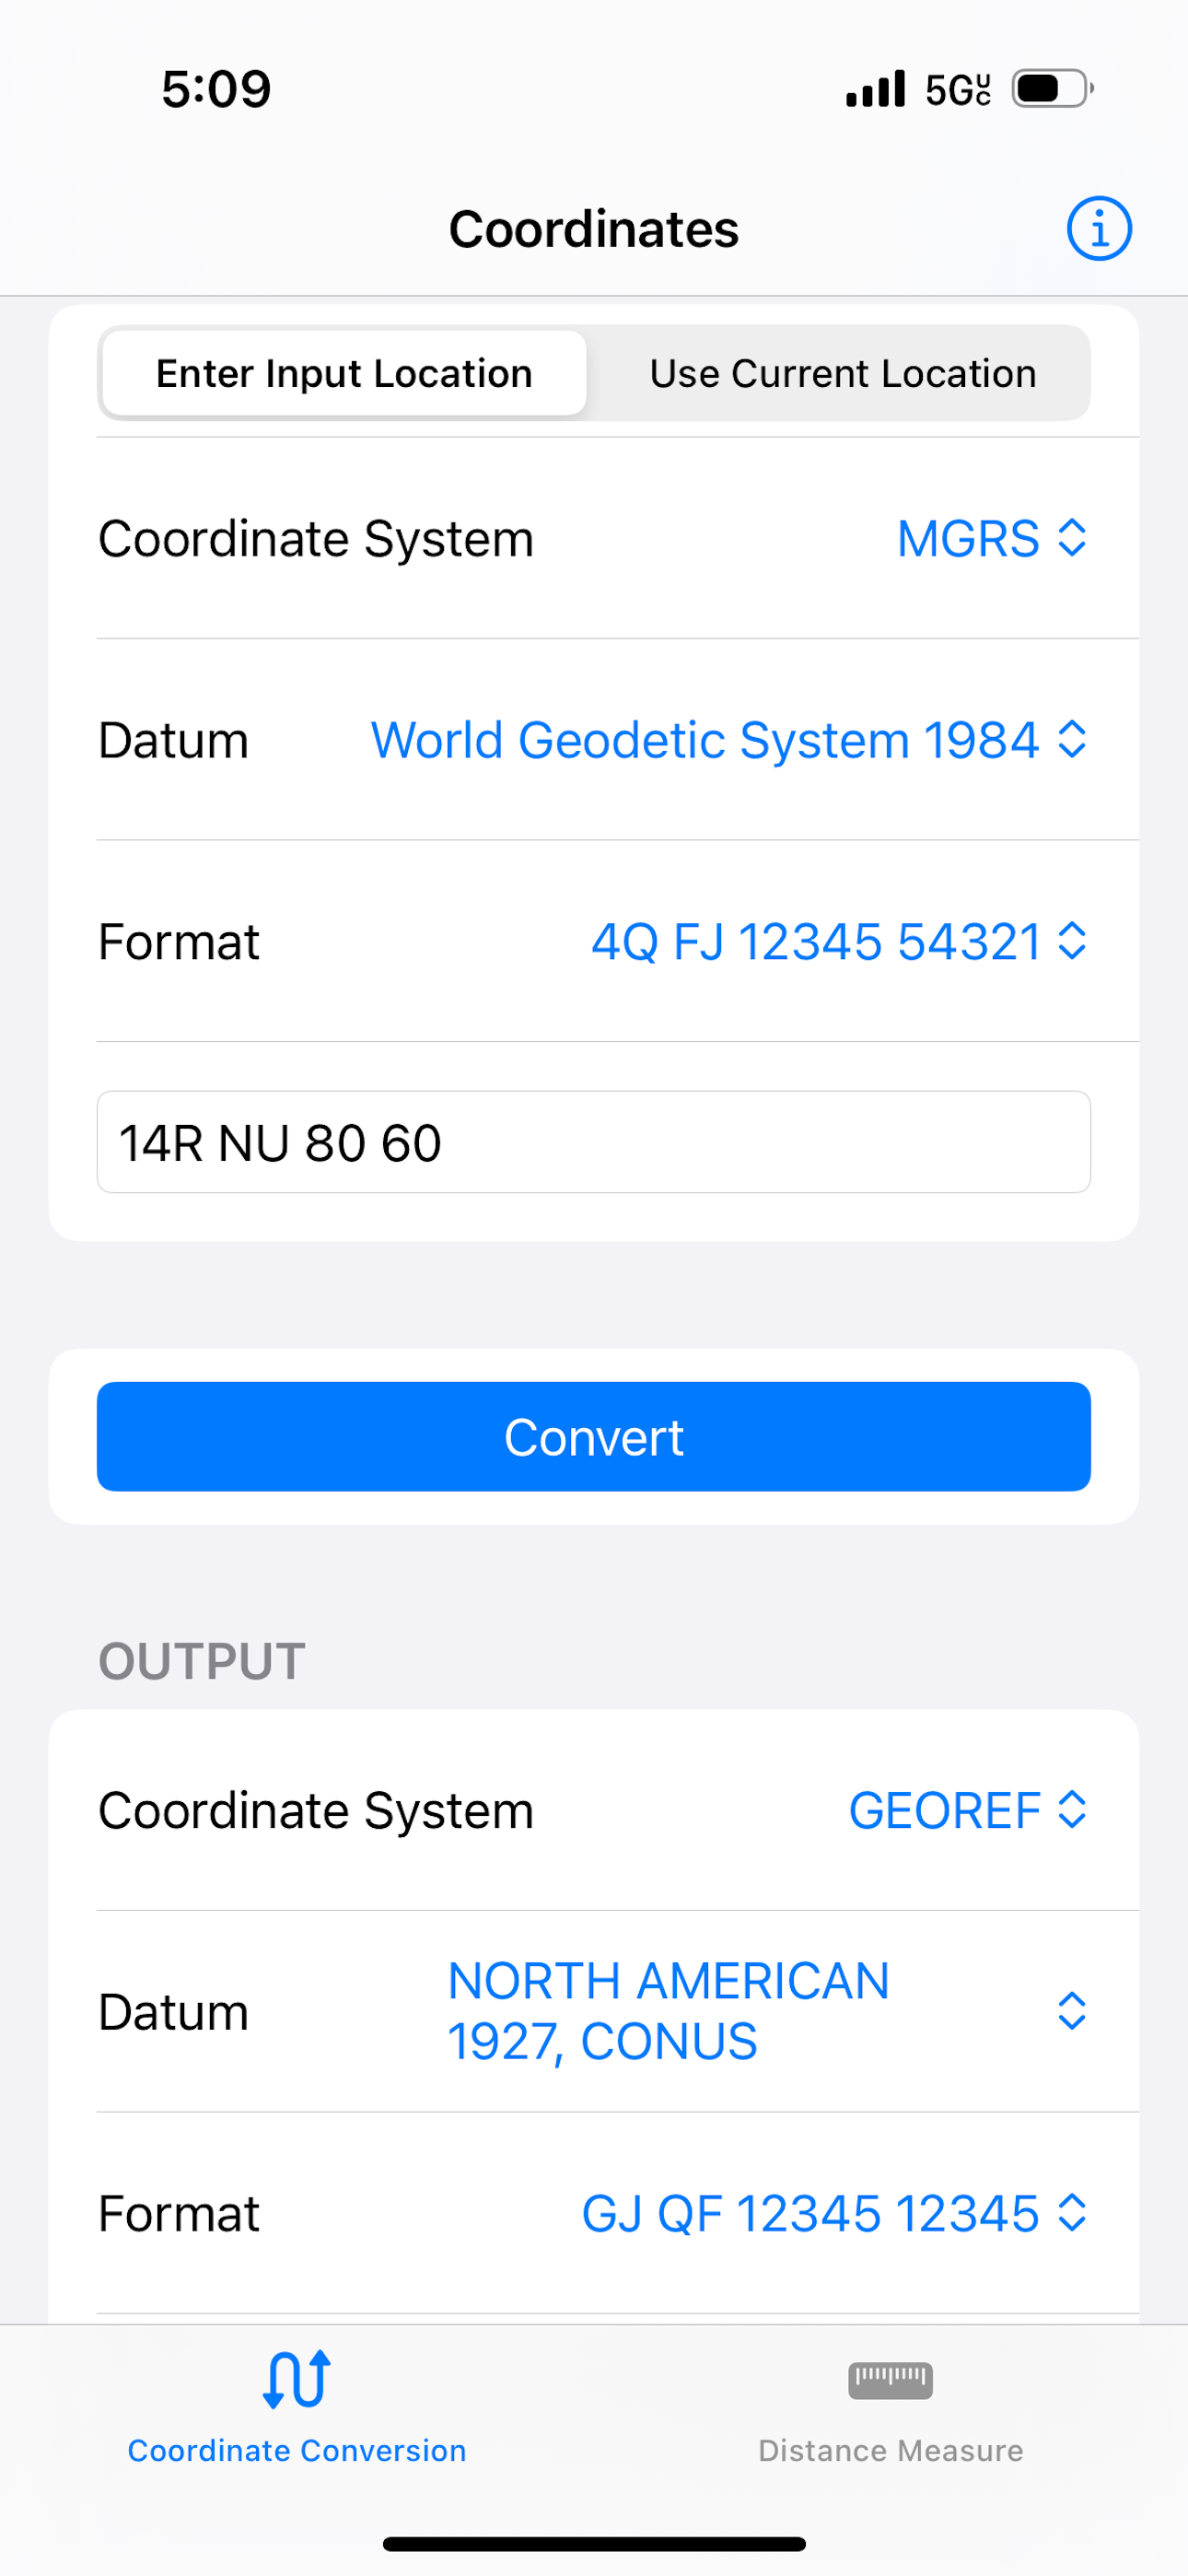 5:09
5G UC
Coordinates
Enter Input Location
Use Current Location
Coordinate System
MGRS
Datum
World Geodetic System 1984
Format
4Q FJ 12345 54321
14R NU 80 60
Convert
OUTPUT
Coordinate System
GEOREF
Datum
NORTH AMERICAN
1927, CONUS
Format
GJ QF 12345 12345
Coordinate Conversion
Distance Measure